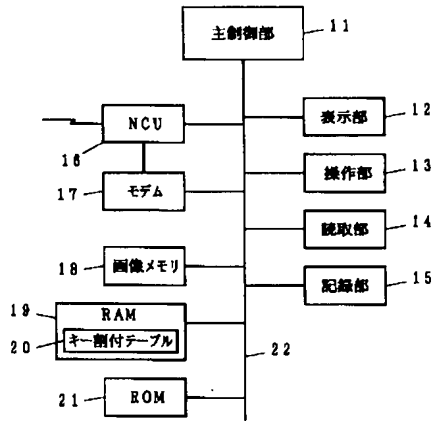 主制御部
11
NCU
16
表示部
12
モデム
17
操作部
13
読取部
14
画像メモリ
18
記録部
15
19
RAM
20
キー割付テーブル
22
21
ROM